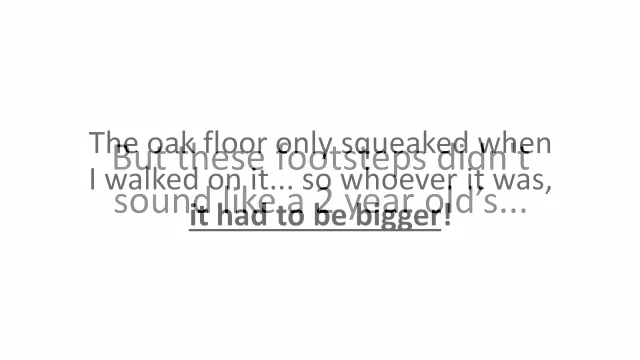 The oak floor only squeaked when
I walked on it... so whoever it was,
it had to be bigger!
But these footsteps didn't
sound like a 2 year old's...